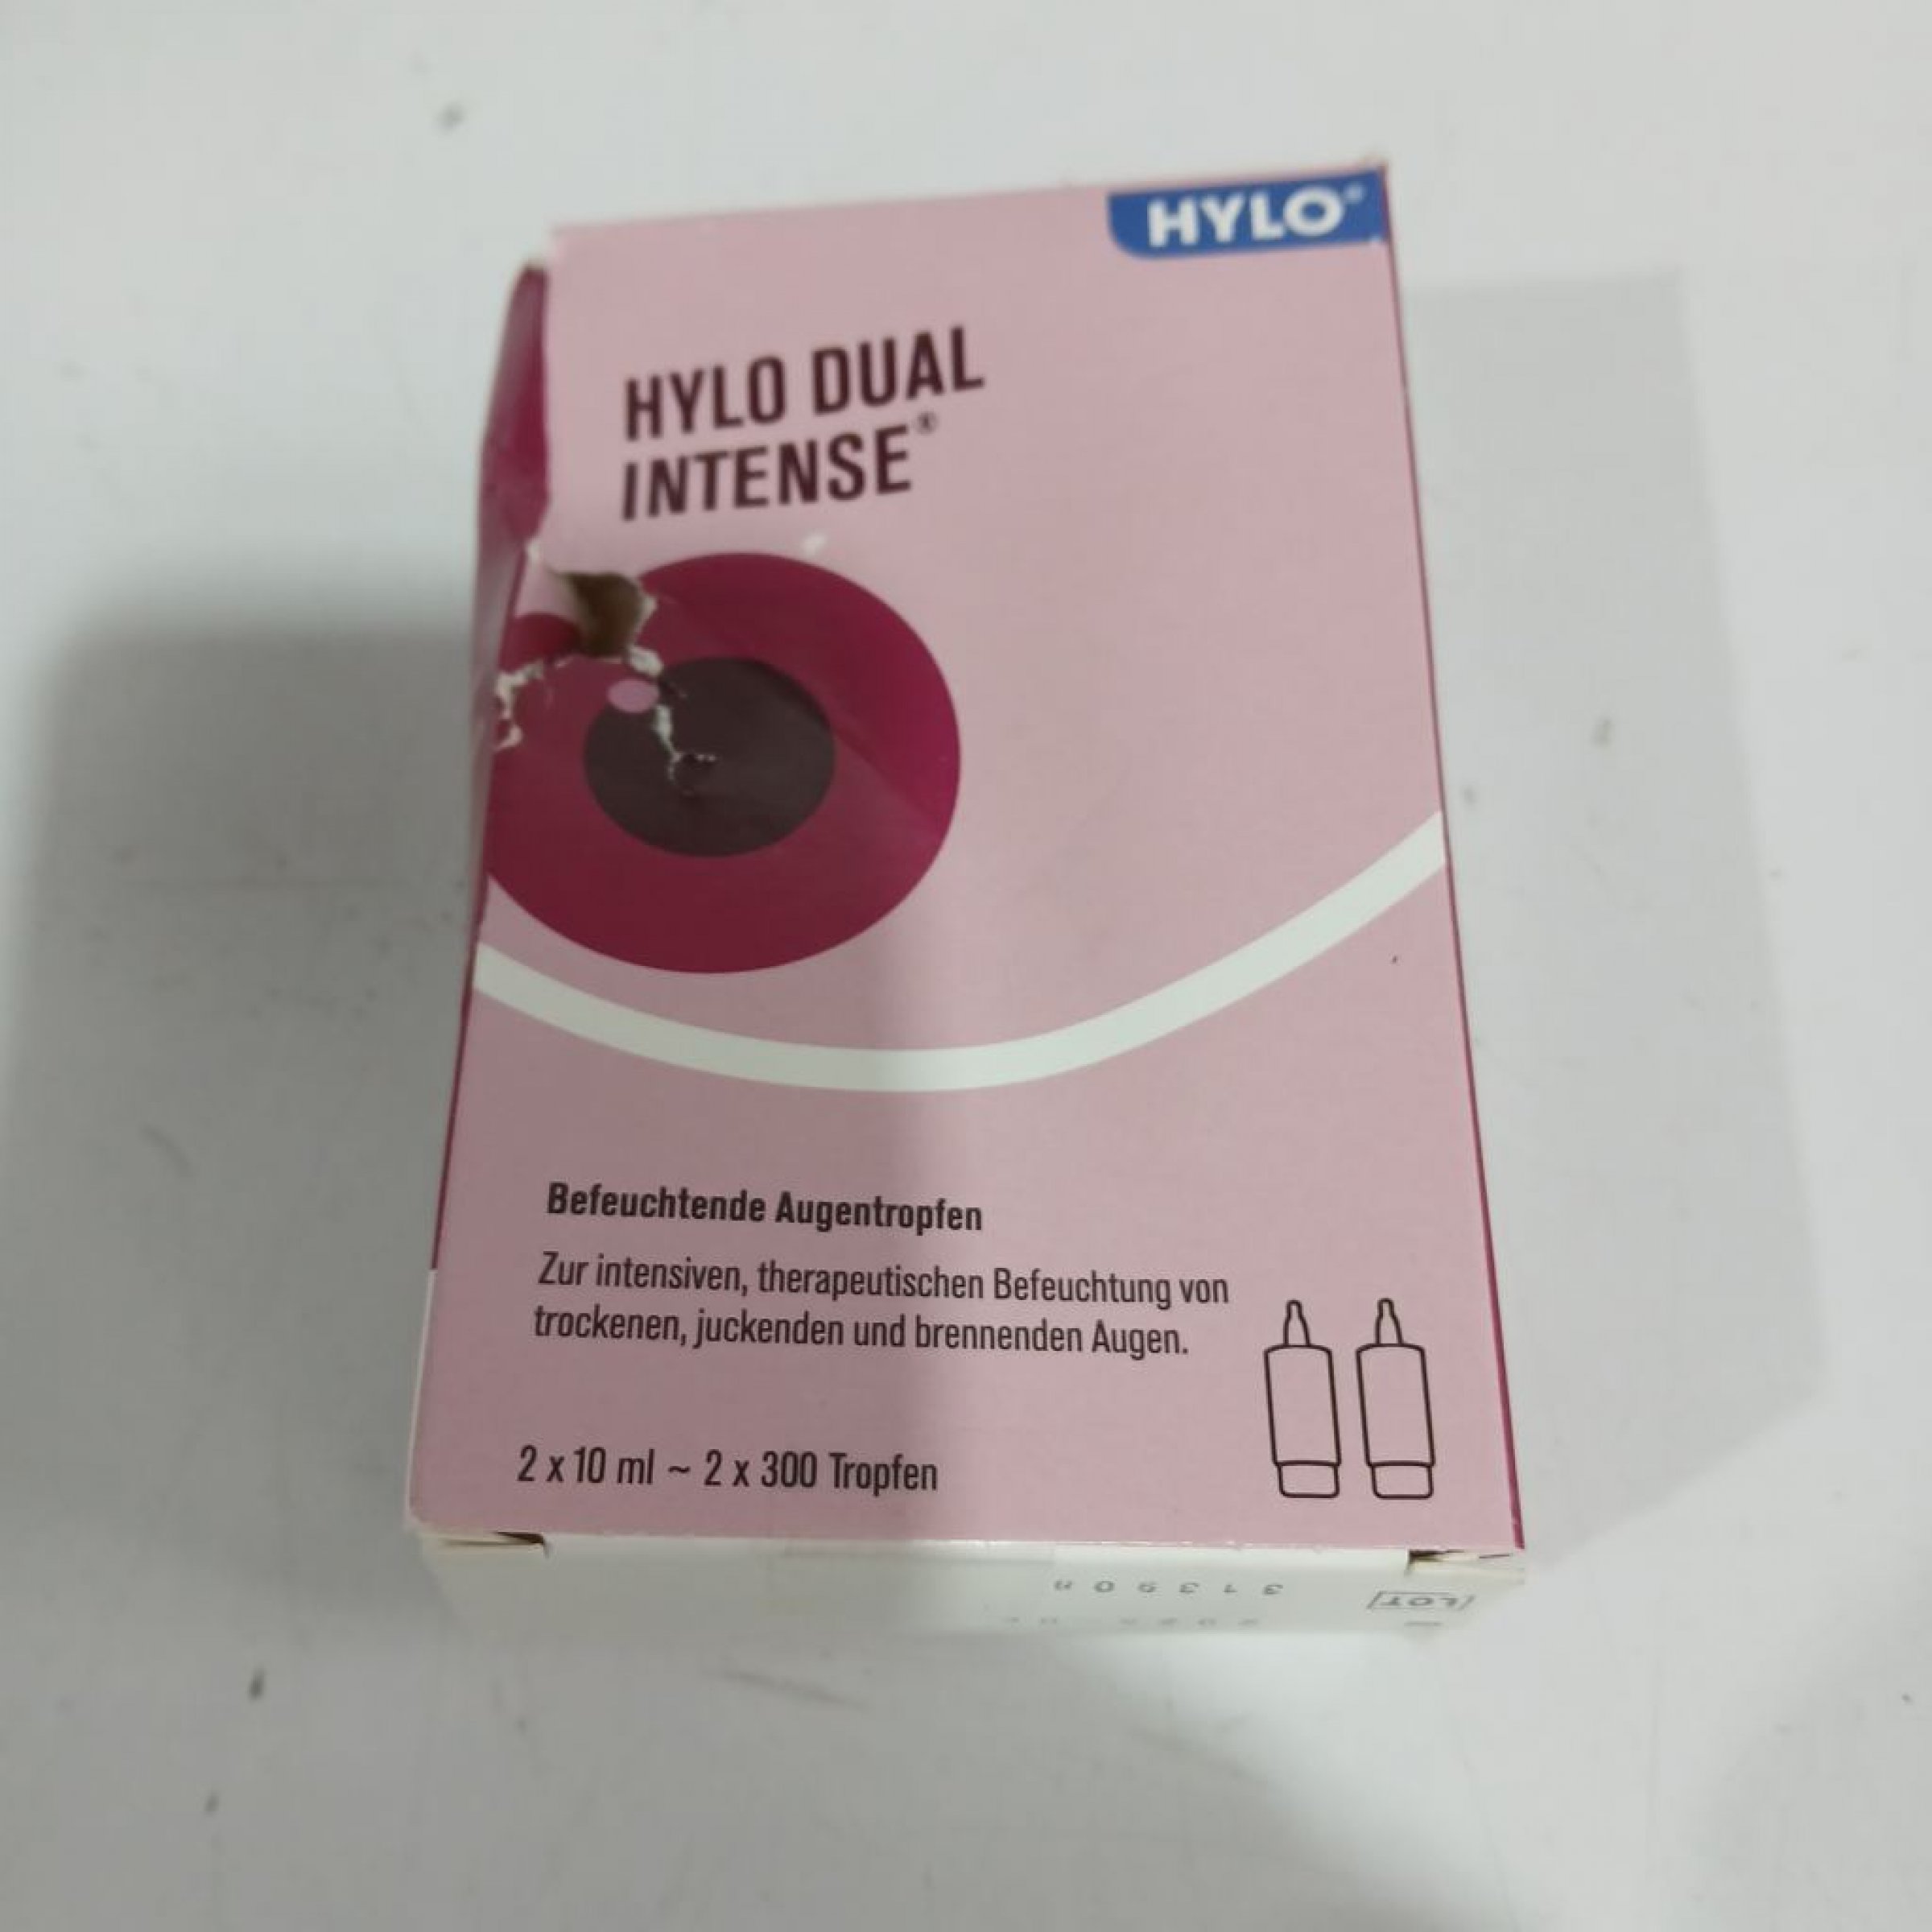 HYLO®
HYLO DUAL
INTENSE®
Befeuchtende Augentropfen
Zur intensiven, therapeutischen Befeuchtung von
trockenen, juckenden und brennenden Augen.
2 x 10 ml ~ 2 x 300 Tropfen
LOT